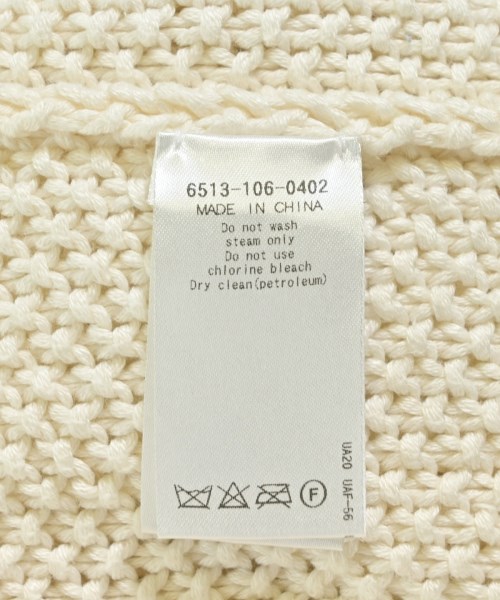 6513-106-0402
MADE IN CHINA
Do not wash
steam only
Do not use
chlorine bleach
Dry clean(petroleum)
F
UA20 UAF-56